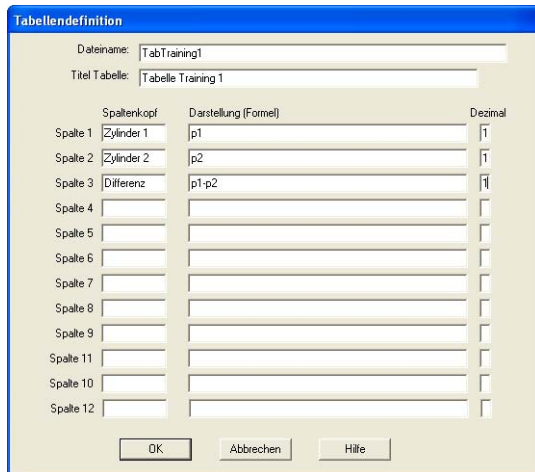 Tabellendefinition
Dateiname: TabTraining1
Titel Tabelle: Tabelle Training 1
Spaltenkopf Darstellung (Formel) Dezimal
Spalte 1 Zylinder 1 p1 1
Spalte 2 Zylinder 2 p2 1
Spalte 3 Differenz p1-p2 1
Spalte 4
Spalte 5
Spalte 6
Spalte 7
Spalte 8
Spalte 9
Spalte 11
Spalte 10
Spalte 12
OK Abbrechen Hilfe